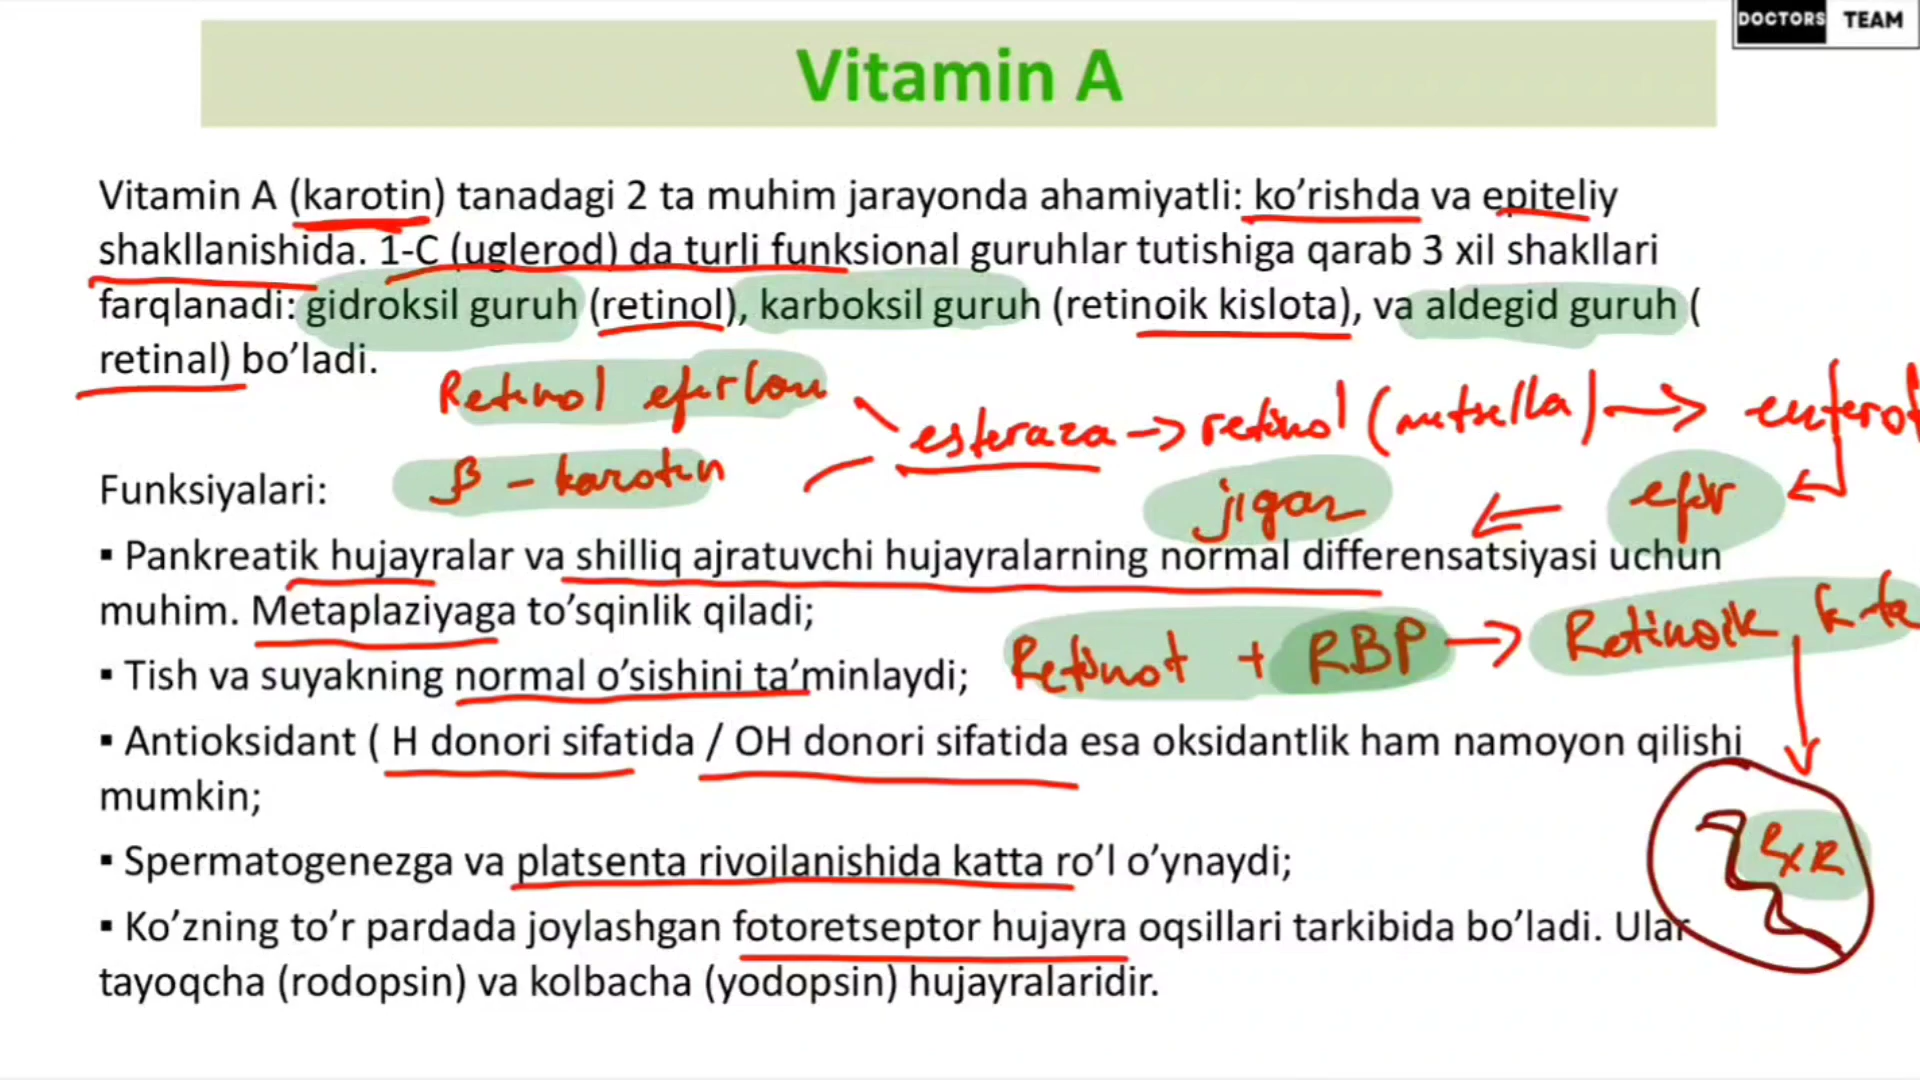 DOCTORS TEAM
Vitamin A
Vitamin A (karotin) tanadagi 2 ta muhim jarayonda ahamiyatli: ko’rishda va epiteliy
shakllanishida. 1-C (uglerod) da turli funksional guruhlar tutishiga qarab 3 xil shakllari
farqlanadi: gidroksil guruh (retinol), karboksil guruh (retinoik kislota), va aldegid guruh (
retinal) bo’ladi.
Retinol efirlari
esteraza → retinol (mitsella) →
β - karotin
efir
jigar
Funksiyalari:
▪ Pankreatik hujayralar va shilliq ajratuvchi hujayralarning normal differensatsiyasi uchun
muhim. Metaplaziyaga to’sqinlik qiladi;
Retinol + RBP → Retinoik k-ta
▪ Tish va suyakning normal o’sishini ta’minlaydi;
▪ Antioksidant ( H donori sifatida / OH donori sifatida esa oksidantlik ham namoyon qilishi
mumkin;
RXR
▪ Spermatogenezga va platsenta rivojlanishida katta ro’l o’ynaydi;
▪ Ko’zning to’r pardada joylashgan fotoretseptor hujayra oqsillari tarkibida bo’ladi. Ular
tayoqcha (rodopsin) va kolbacha (yodopsin) hujayralaridir.